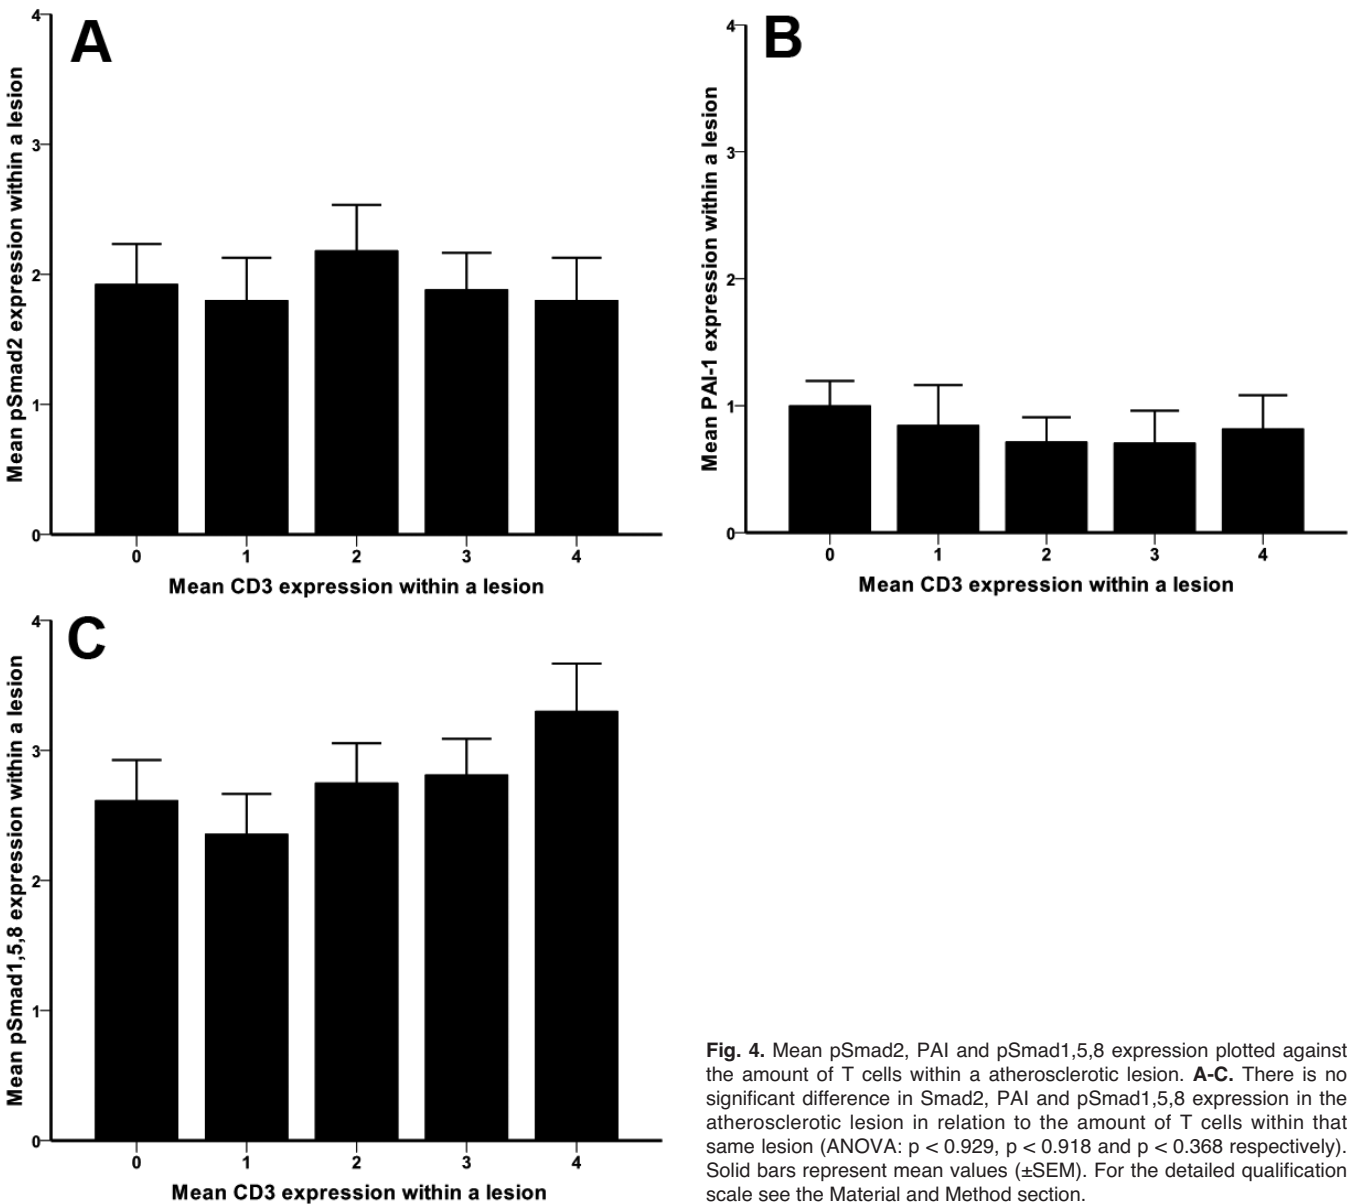 A
4
3
2
1
0
Mean pSmad2 expression within a lesion
0 1 2 3 4
Mean CD3 expression within a lesion
B
4
3
2
1
0
Mean PAI-1 expression within a lesion
0 1 2 3 4
Mean CD3 expression within a lesion
C
4
3
2
1
0
Mean pSmad1,5,8 expression within a lesion
0 1 2 3 4
Mean CD3 expression within a lesion
Fig. 4. Mean pSmad2, PAI and pSmad1,5,8 expression plotted against
the amount of T cells within a atherosclerotic lesion. A-C. There is no
significant difference in Smad2, PAI and pSmad1,5,8 expression in the
atherosclerotic lesion in relation to the amount of T cells within that
same lesion (ANOVA: p < 0.929, p < 0.918 and p < 0.368 respectively).
Solid bars represent mean values (±SEM). For the detailed qualification
scale see the Material and Method section.